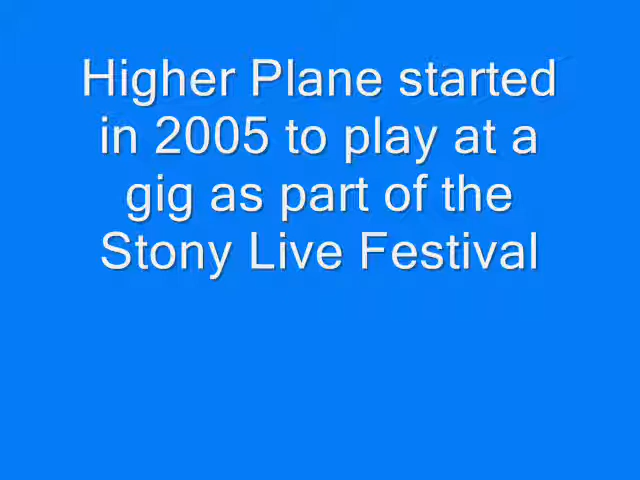 Higher Plane started
in 2005 to play at a
gig as part of the
Stony Live Festival